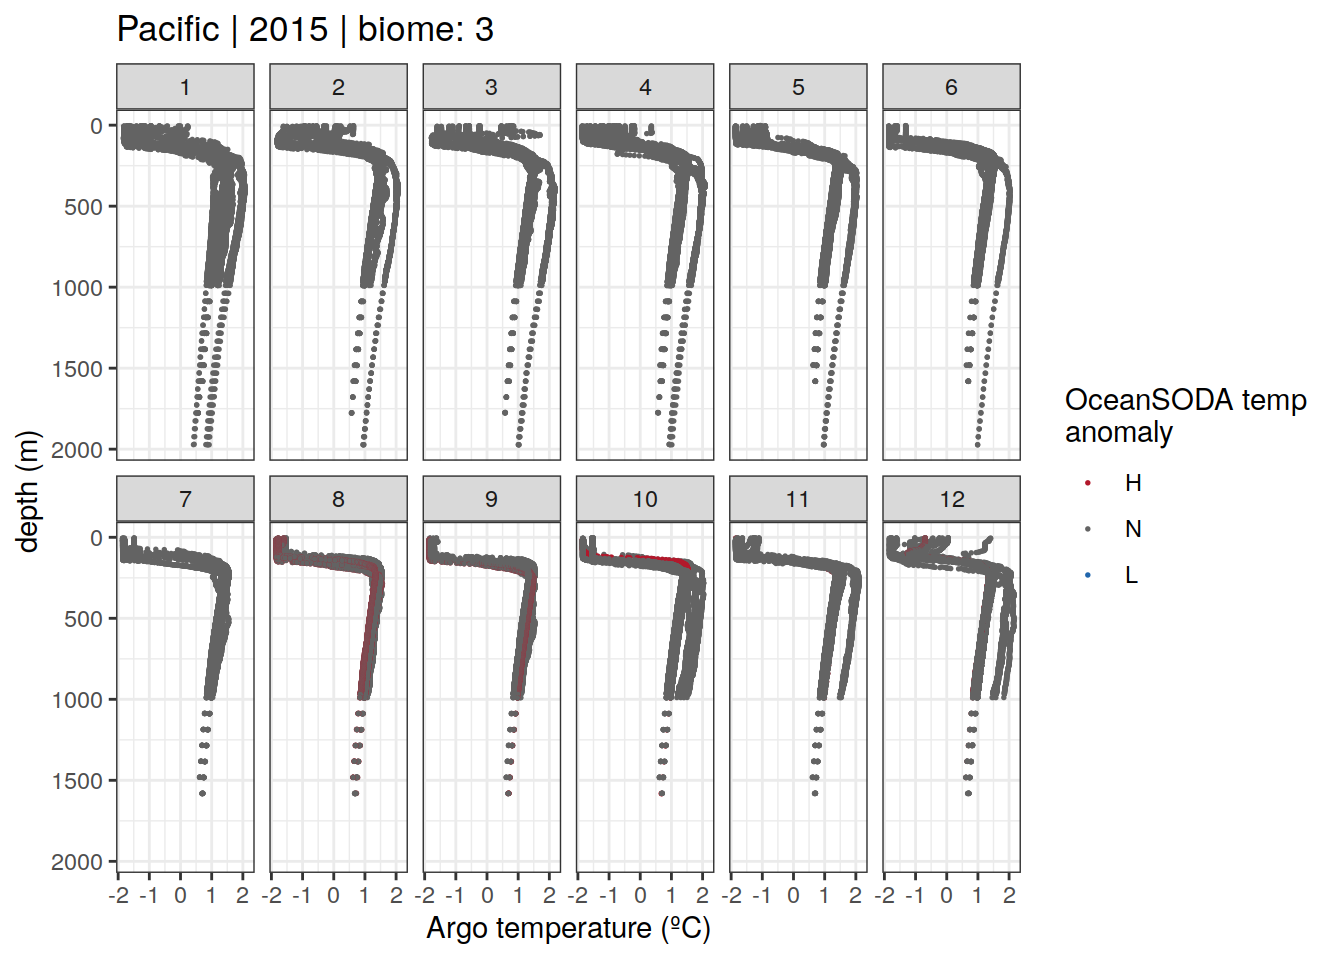 Pacific | 2015 | biome: 3
1 2 3 4 5 6
0
500
1000
1500
2000
7 8 9 10 11 12
0
500
1000
1500
2000
-2 -1 0 1 2 -2 -1 0 1 2 -2 -1 0 1 2 -2 -1 0 1 2 -2 -1 0 1 2 -2 -1 0 1 2
Argo temperature (ºC)
depth (m)
OceanSODA temp
anomaly
H
N
L